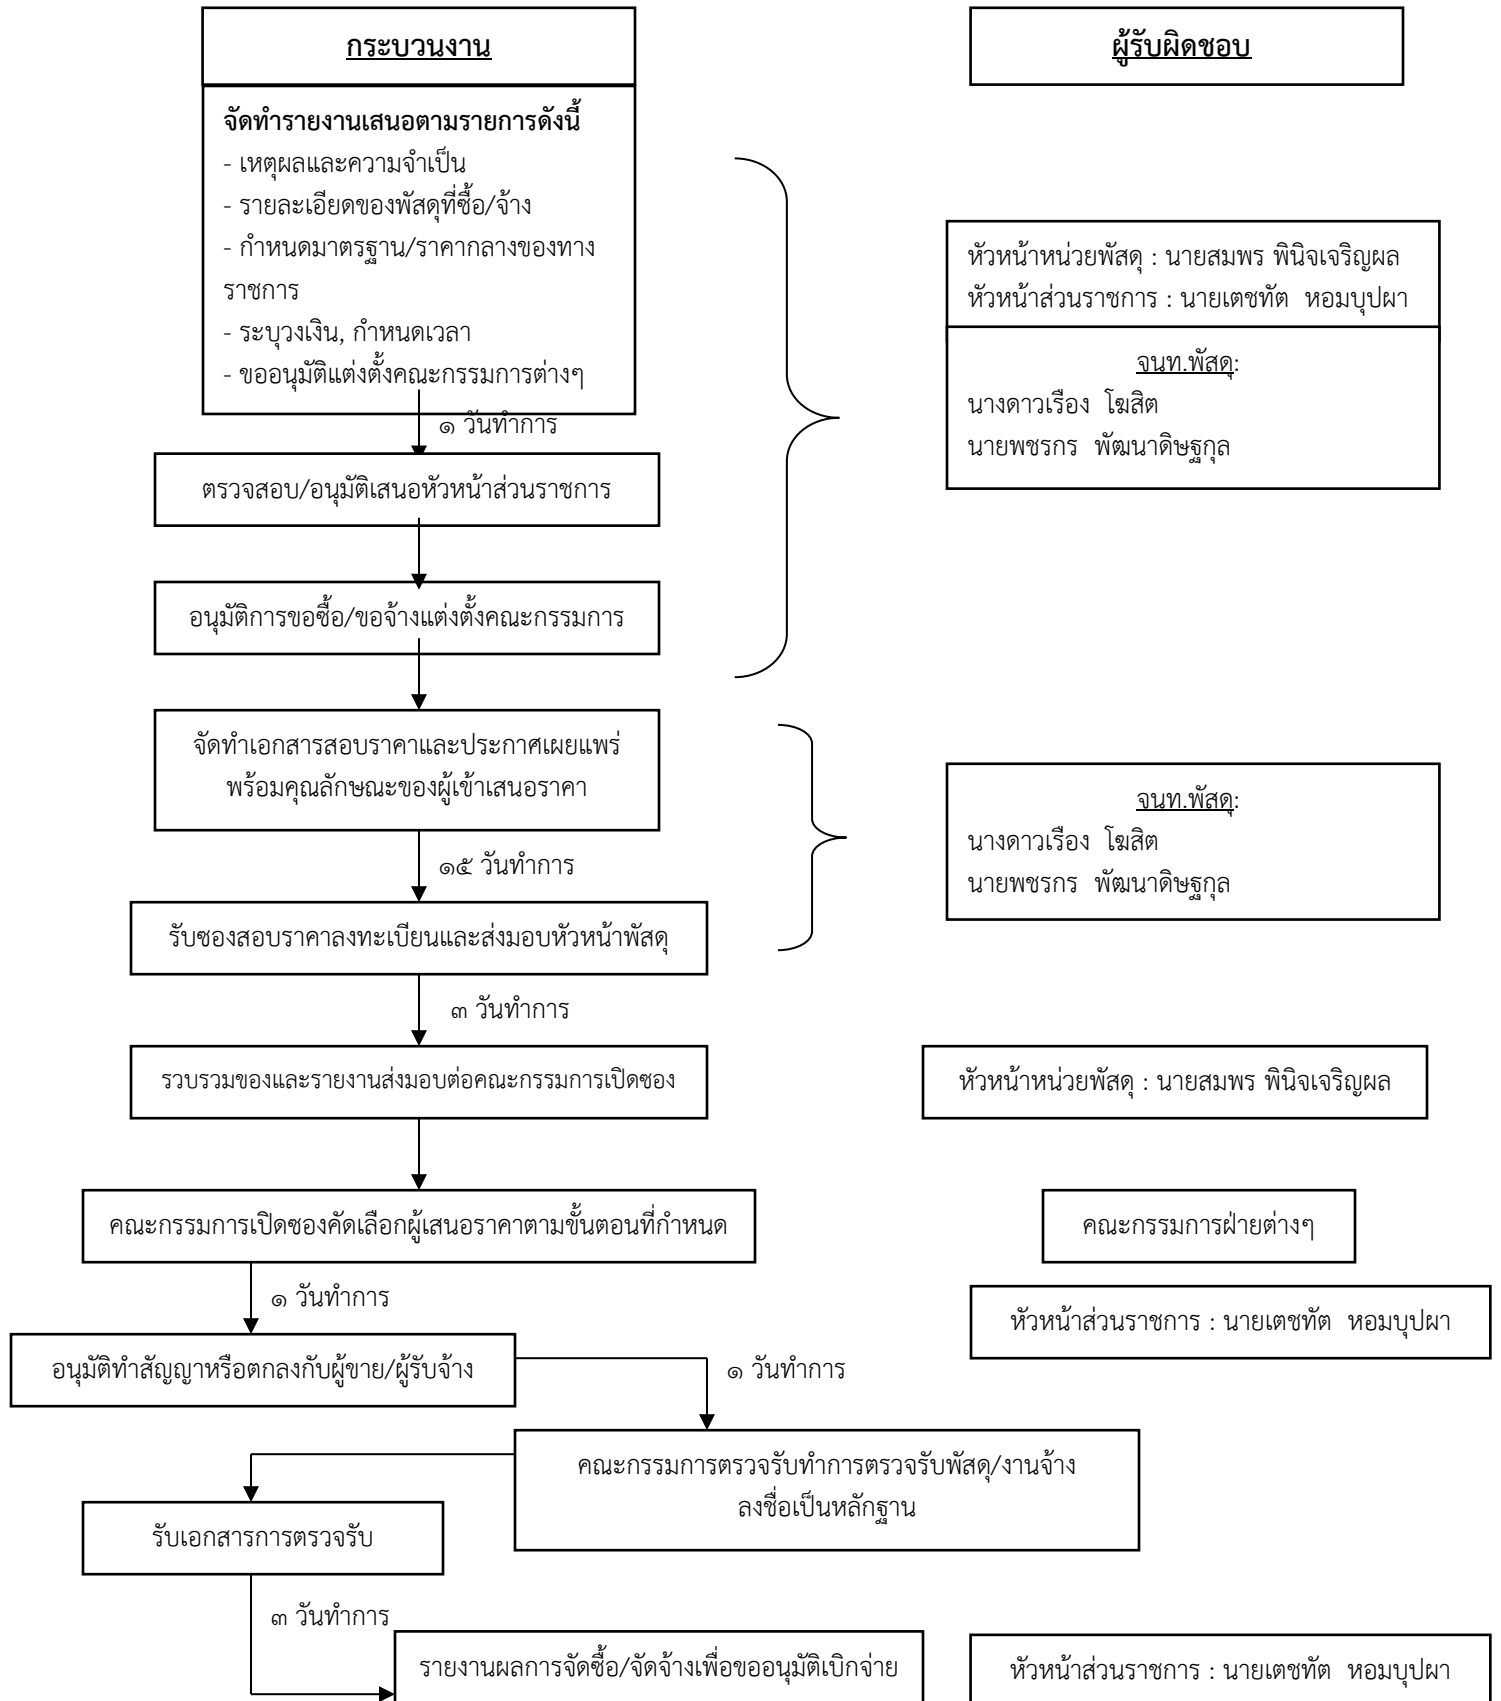 กระบวนงาน
ผู้รับผิดชอบ
จัดทำรายงานเสนอตามรายการดังนี้
- เหตุผลและความจำเป็น
- รายละเอียดของพัสดุที่ซื้อ/จ้าง
- กำหนดมาตรฐาน/ราคากลางของทาง
ราชการ
- ระบุวงเงิน, กำหนดเวลา
- ขออนุมัติแต่งตั้งคณะกรรมการต่างๆ
หัวหน้าหน่วยพัสดุ : นายสมพร พินิจเจริญผล
หัวหน้าส่วนราชการ : นายเตชทัต  หอมบุปผา
จนท.พัสดุ:
นางดาวเรือง  โฆสิต
นายพชรกร  พัฒนาดิษฐกุล
๑ วันทำการ
ตรวจสอบ/อนุมัติเสนอหัวหน้าส่วนราชการ
อนุมัติการขอซื้อ/ขอจ้างแต่งตั้งคณะกรรมการ
จัดทำเอกสารสอบราคาและประกาศเผยแพร่
พร้อมคุณลักษณะของผู้เข้าเสนอราคา
จนท.พัสดุ:
นางดาวเรือง  โฆสิต
นายพชรกร  พัฒนาดิษฐกุล
๑๕ วันทำการ
รับซองสอบราคาลงทะเบียนและส่งมอบหัวหน้าพัสดุ
๓ วันทำการ
รวบรวมของและรายงานส่งมอบต่อคณะกรรมการเปิดซอง
หัวหน้าหน่วยพัสดุ : นายสมพร พินิจเจริญผล
คณะกรรมการเปิดซองคัดเลือกผู้เสนอราคาตามขั้นตอนที่กำหนด
คณะกรรมการฝ่ายต่างๆ
๑ วันทำการ
หัวหน้าส่วนราชการ : นายเตชทัต  หอมบุปผา
อนุมัติทำสัญญาหรือตกลงกับผู้ขาย/ผู้รับจ้าง
๑ วันทำการ
คณะกรรมการตรวจรับทำการตรวจรับพัสดุ/งานจ้าง
ลงชื่อเป็นหลักฐาน
รับเอกสารการตรวจรับ
๓ วันทำการ
รายงานผลการจัดซื้อ/จัดจ้างเพื่อขออนุมัติเบิกจ่าย
หัวหน้าส่วนราชการ : นายเตชทัต  หอมบุปผา